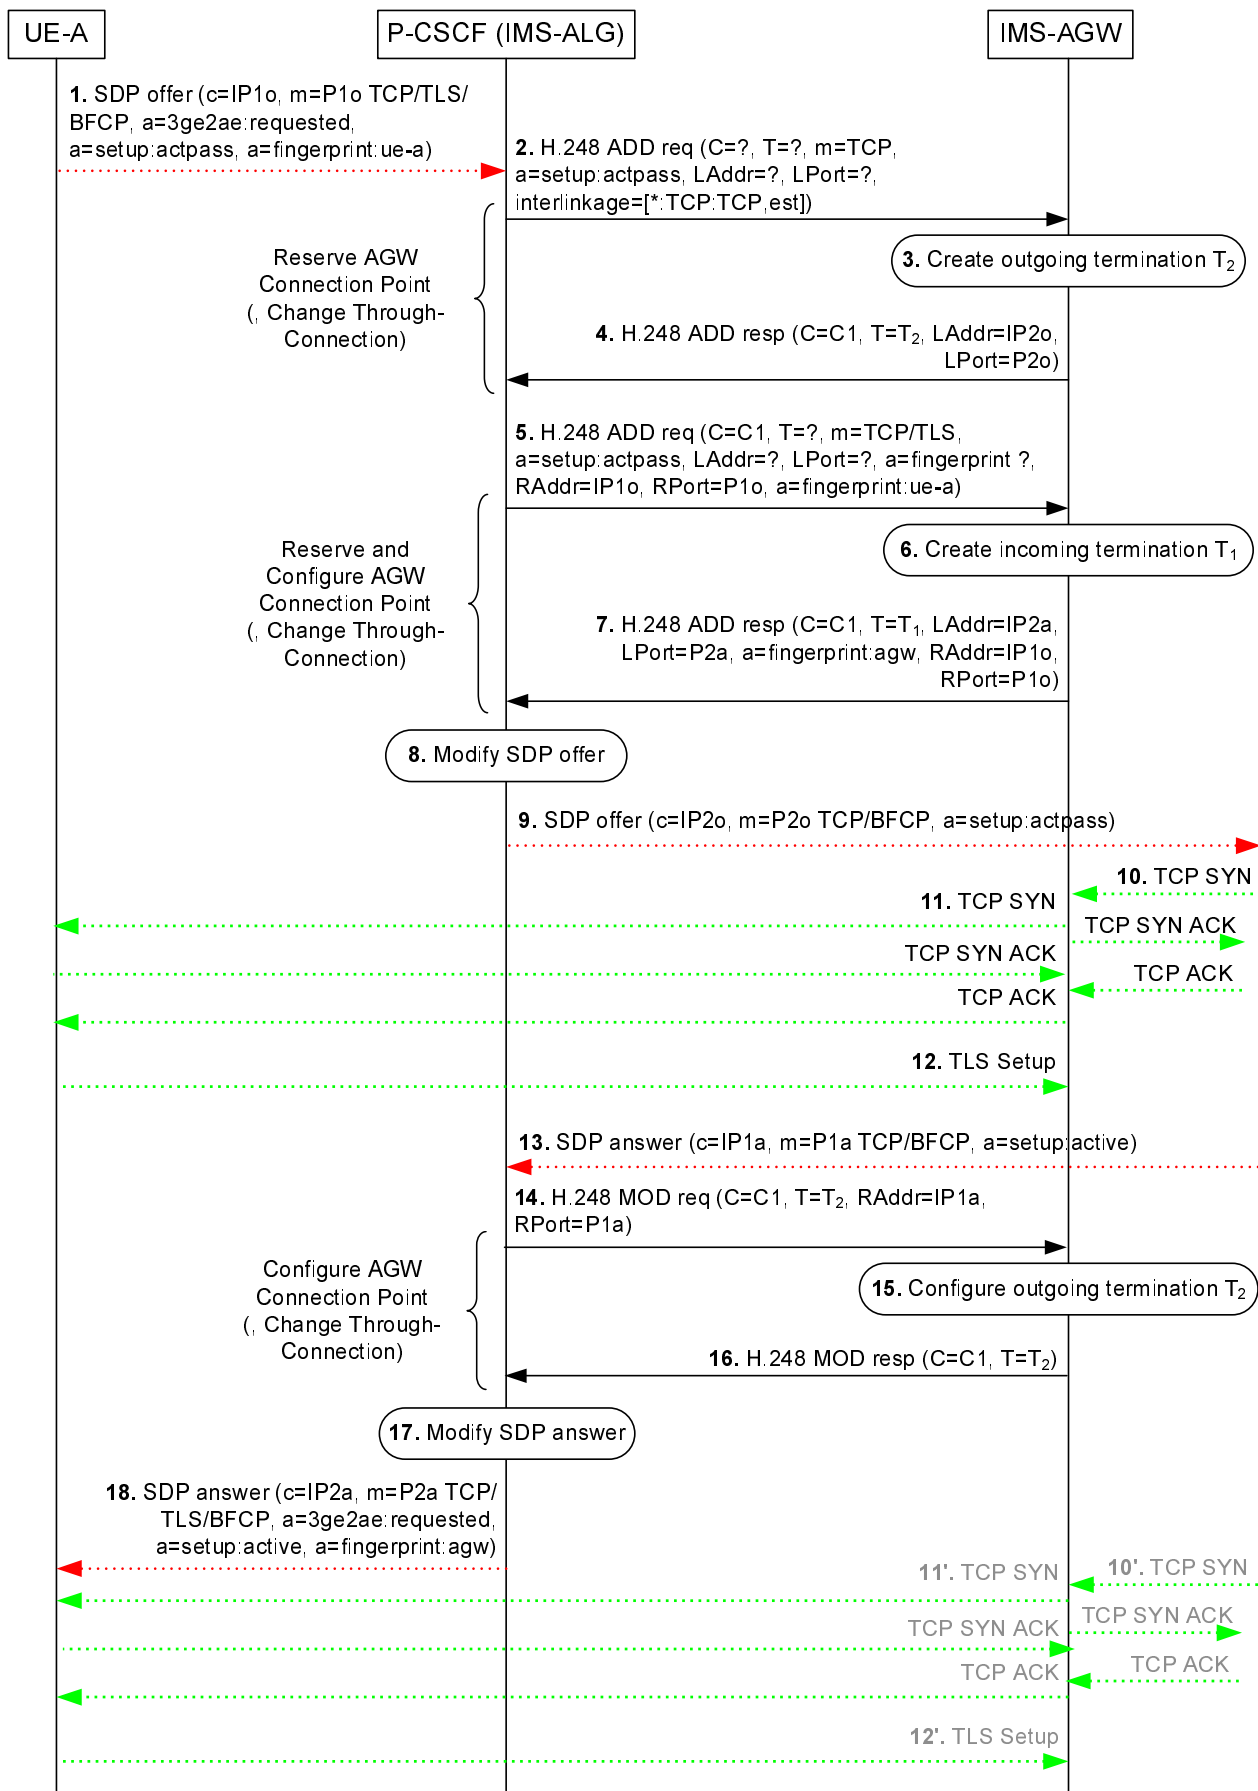 UE-A
P-CSCF (IMS-ALG)
IMS-AGW
1. SDP offer (c=IP1o, m=P1o TCP/TLS/
BFCP, a=3ge2ae:requested,
a=setup:actpass, a=fingerprint:ue-a)
2. H.248 ADD req (C=?, T=?, m=TCP,
a=setup:actpass, LAddr=?, LPort=?,
interlinkage=[*:TCP:TCP,est])
Reserve AGW
Connection Point
(, Change Through-
Connection)
3. Create outgoing termination T2
4. H.248 ADD resp (C=C1, T=T2, LAddr=IP2o,
LPort=P2o)
5. H.248 ADD req (C=C1, T=?, m=TCP/TLS,
a=setup:actpass, LAddr=?, LPort=?, a=fingerprint ?,
RAddr=IP1o, RPort=P1o, a=fingerprint:ue-a)
Reserve and
Configure AGW
Connection Point
(, Change Through-
Connection)
6. Create incoming termination T1
7. H.248 ADD resp (C=C1, T=T1, LAddr=IP2a,
LPort=P2a, a=fingerprint:agw, RAddr=IP1o,
RPort=P1o)
8. Modify SDP offer
9. SDP offer (c=IP2o, m=P2o TCP/BFCP, a=setup:actpass)
10. TCP SYN
11. TCP SYN
TCP SYN ACK
TCP SYN ACK
TCP ACK
TCP ACK
12. TLS Setup
13. SDP answer (c=IP1a, m=P1a TCP/BFCP, a=setup:active)
14. H.248 MOD req (C=C1, T=T2, RAddr=IP1a,
RPort=P1a)
Configure AGW
Connection Point
(, Change Through-
Connection)
15. Configure outgoing termination T2
16. H.248 MOD resp (C=C1, T=T2)
17. Modify SDP answer
18. SDP answer (c=IP2a, m=P2a TCP/
TLS/BFCP, a=3ge2ae:requested,
a=setup:active, a=fingerprint:agw)
10'. TCP SYN
11'. TCP SYN
TCP SYN ACK
TCP SYN ACK
TCP ACK
TCP ACK
12'. TLS Setup